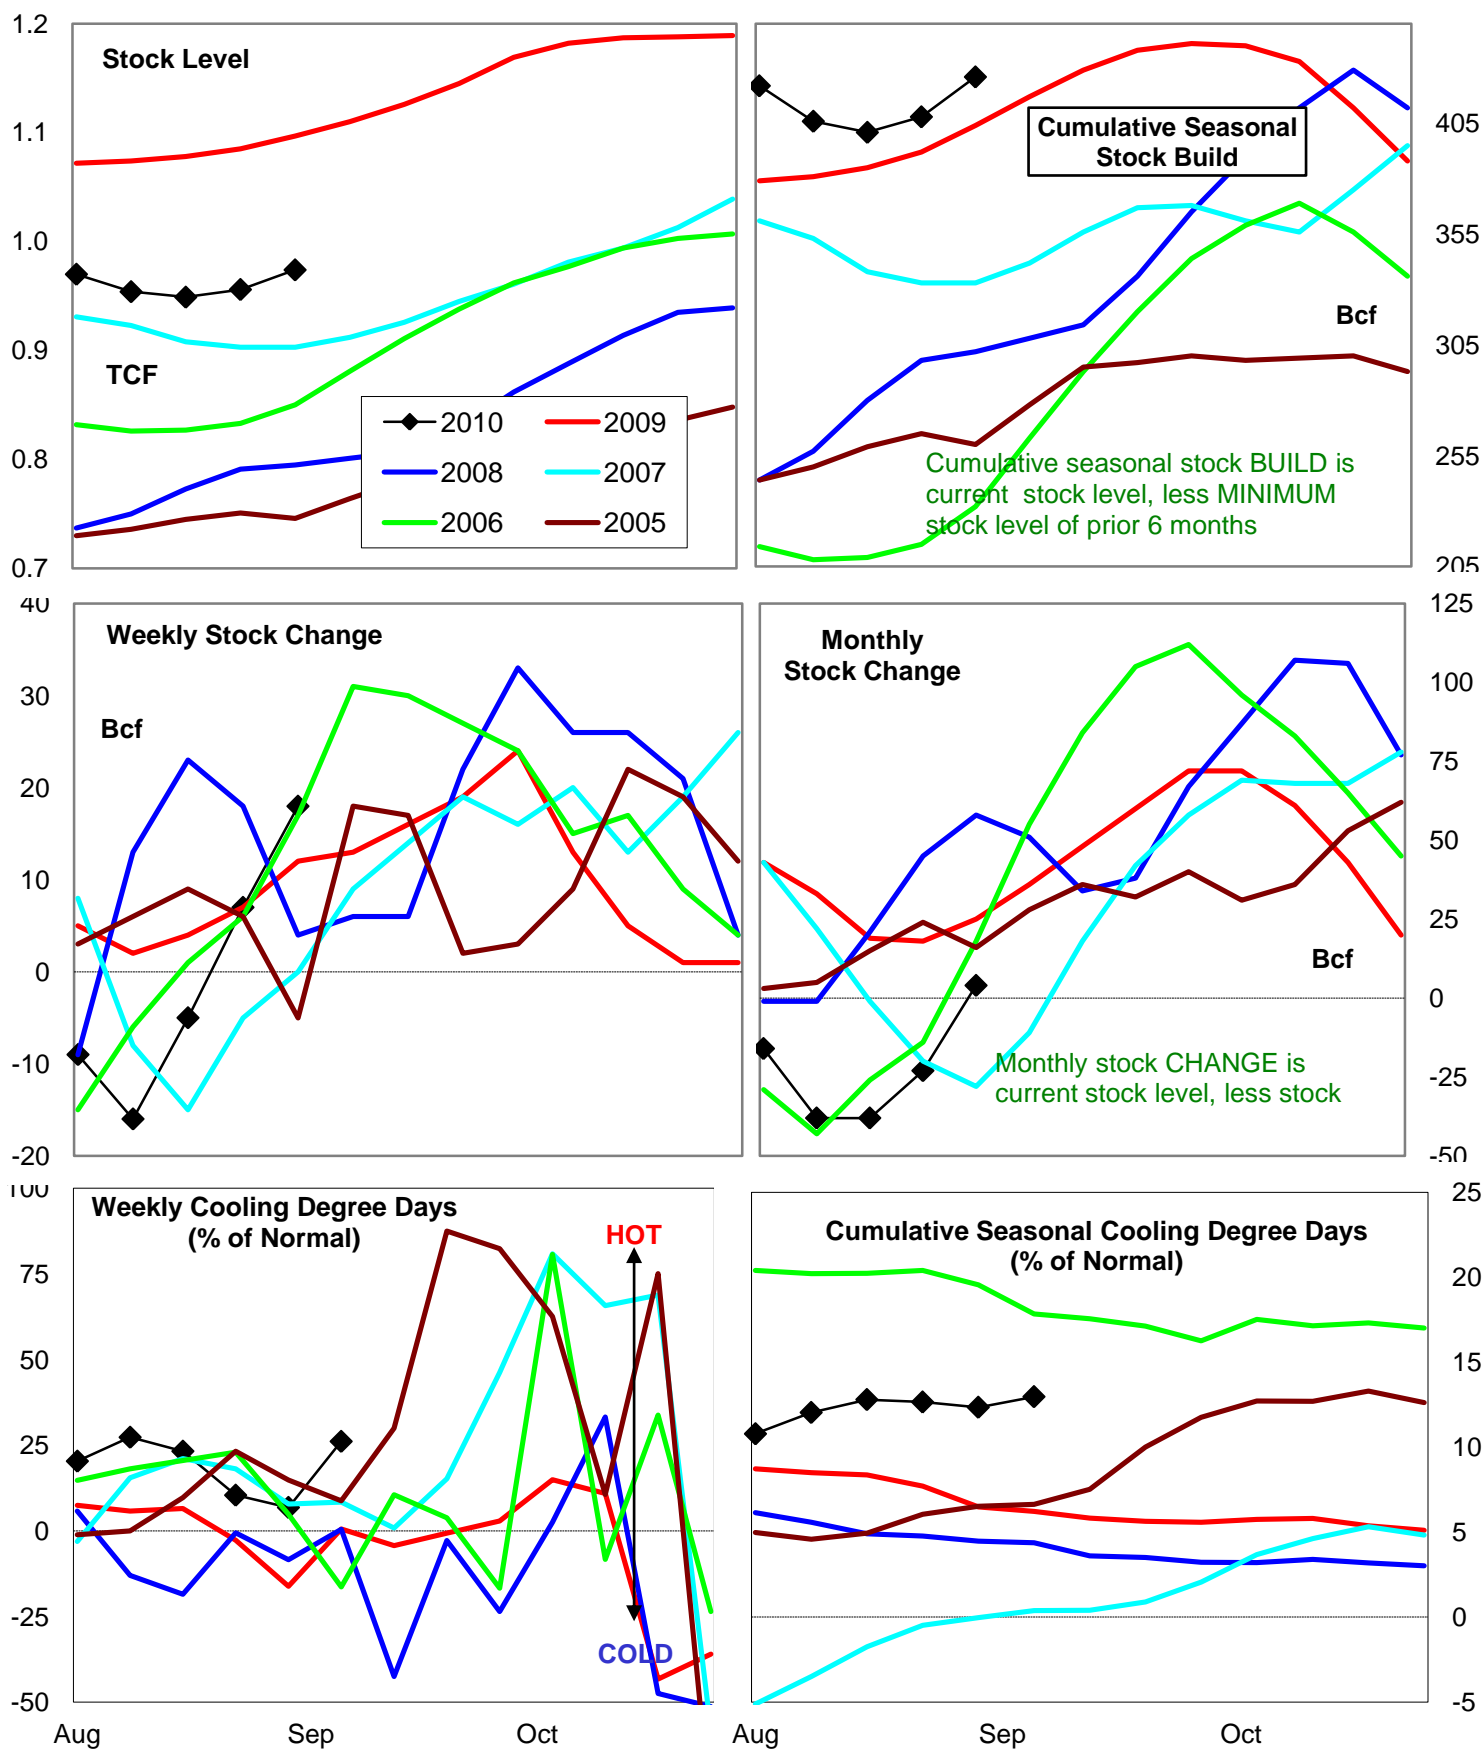 1.2
1.1
1.0
0.9
0.8
0.7
Stock Level
TCF
2010
2009
2008
2007
2006
2005
Cumulative Seasonal
Stock Build
Bcf
Cumulative seasonal stock BUILD is
current stock level, less MINIMUM
stock level of prior 6 months
405
355
305
255
205
40
30
20
10
0
-10
-20
Weekly Stock Change
Bcf
Monthly
Stock Change
Bcf
Monthly stock CHANGE is
current stock level, less stock
125
100
75
50
25
0
-25
-50
100
75
50
25
0
-25
-50
Weekly Cooling Degree Days
(% of Normal)
HOT
COLD
Aug
Sep
Oct
Cumulative Seasonal Cooling Degree Days
(% of Normal)
25
20
15
10
5
0
-5
Aug
Sep
Oct